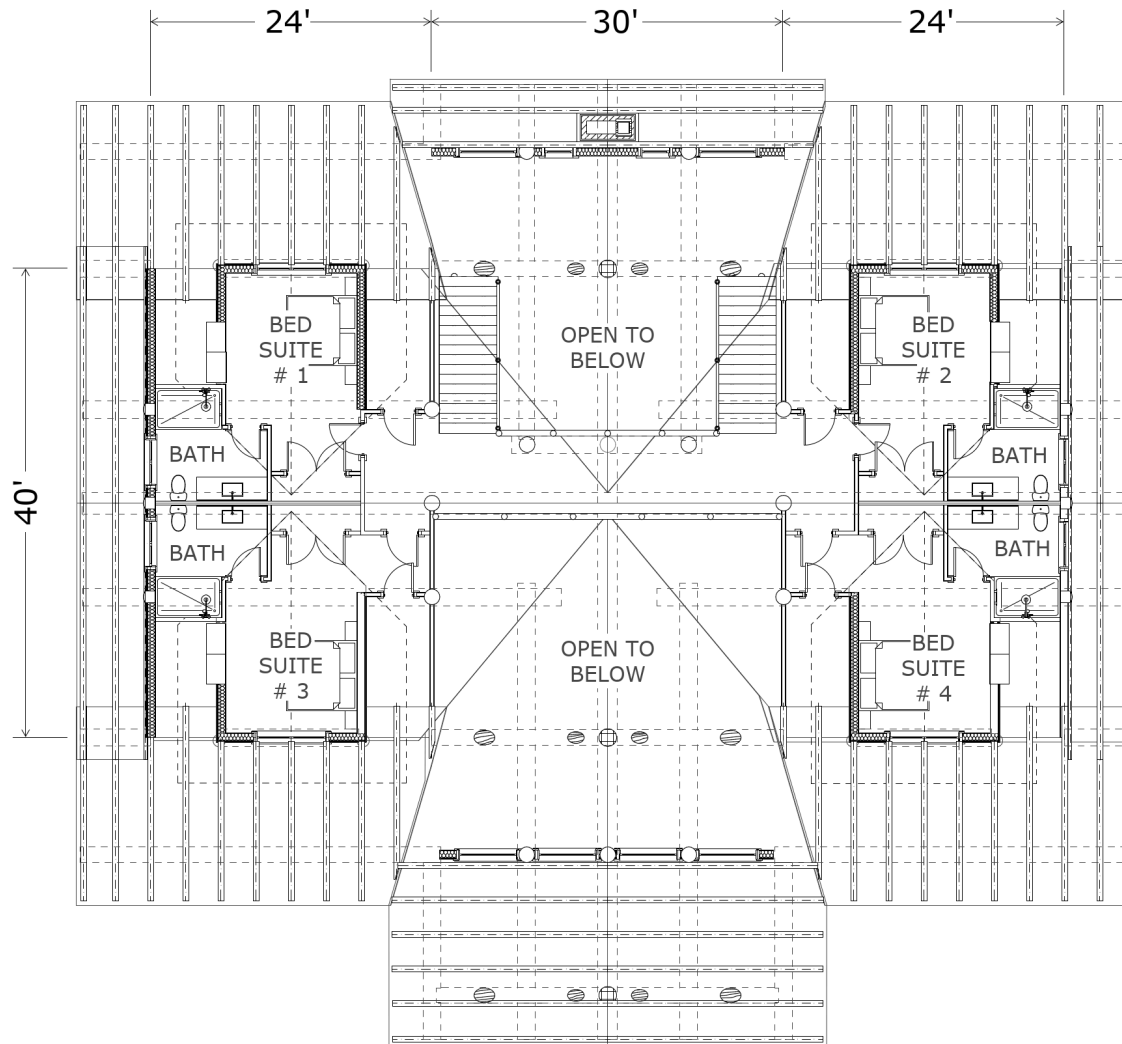 24'
30'
24'
40'
BED
SUITE
# 1
OPEN TO
BELOW
BED
SUITE
# 2
BATH
BATH
BATH
BATH
BED
SUITE
# 3
OPEN TO
BELOW
BED
SUITE
# 4